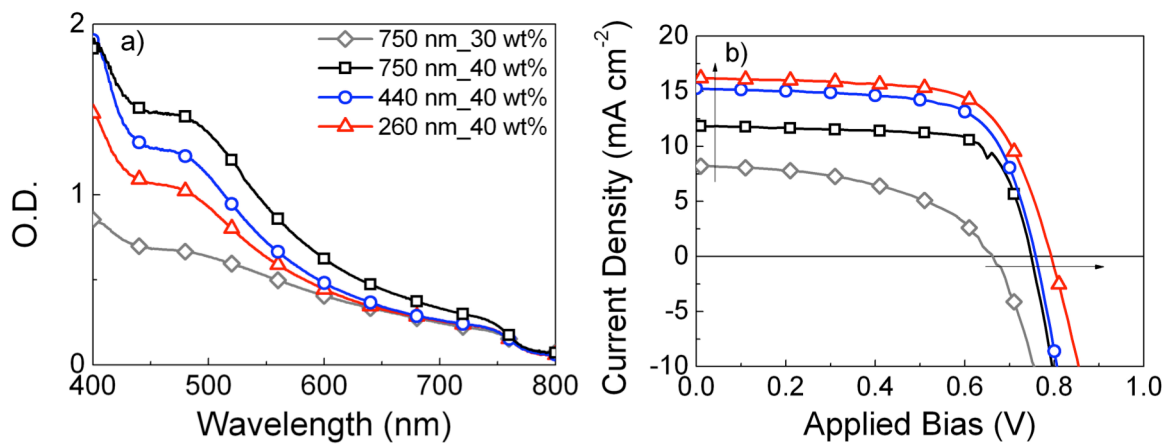 a)
O.D.
2
1
0
750 nm_30 wt%
750 nm_40 wt%
440 nm_40 wt%
260 nm_40 wt%
400 500 600 700 800
Wavelength (nm)
b)
Current Density (mA cm⁻²)
20
15
10
5
0
-5
-10
0.0 0.2 0.4 0.6 0.8 1.0
Applied Bias (V)